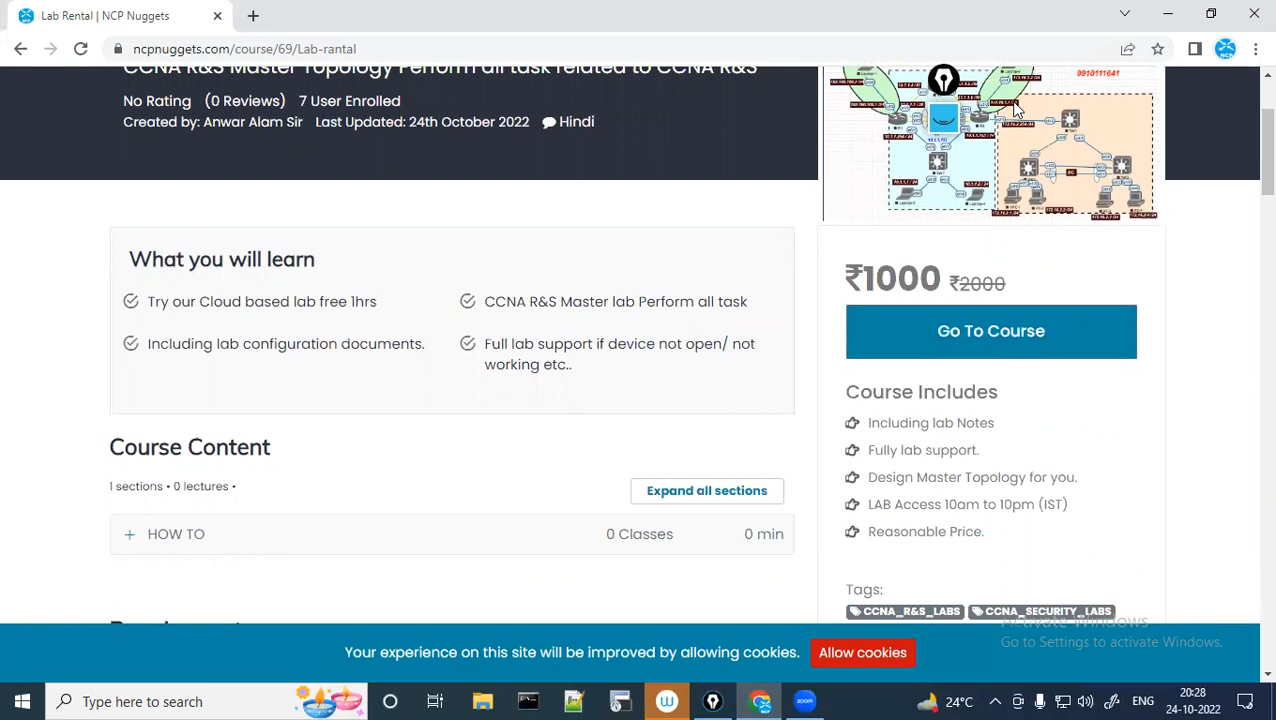 Lab Rental | NCP Nuggets
ncpnuggets.com/course/69/Lab-rantal
CCNA R&S Master Topology Perform all task related to CCNA R&S
No Rating (0 Review) 7 User Enrolled
Created by: Anwar Alam Sir Last Updated: 24th October 2022 Hindi
9910111641
What you will learn
Try our Cloud based lab free 1hrs
CCNA R&S Master lab Perform all task
Including lab configuration documents.
Full lab support if device not open/ not
working etc..
Course Content
1 sections • 0 lectures •
Expand all sections
HOW TO 0 Classes 0 min
₹1000 ₹2000
Go To Course
Course Includes
Including lab Notes
Fully lab support.
Design Master Topology for you.
LAB Access 10am to 10pm (IST)
Reasonable Price.
Tags:
CCNA_R&S_LABS CCNA_SECURITY_LABS
Activate Windows
Go to Settings to activate Windows.
Your experience on this site will be improved by allowing cookies. Allow cookies
Type here to search
zoom
24°C
ENG
20:28
24-10-2022